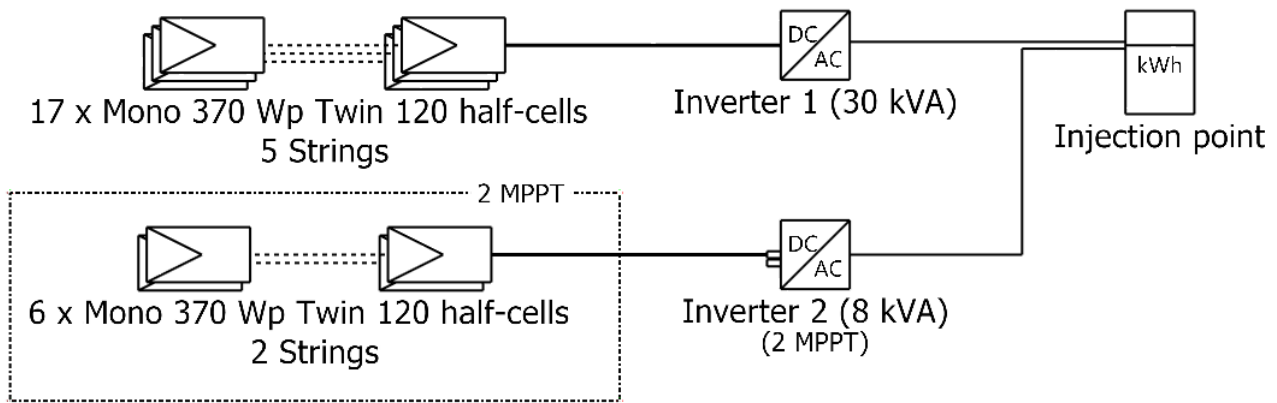 DC
AC
kWh
17 x Mono 370 Wp Twin 120 half-cells
5 Strings
Inverter 1 (30 kVA)
Injection point
2 MPPT
DC
AC
6 x Mono 370 Wp Twin 120 half-cells
2 Strings
Inverter 2 (8 kVA)
(2 MPPT)